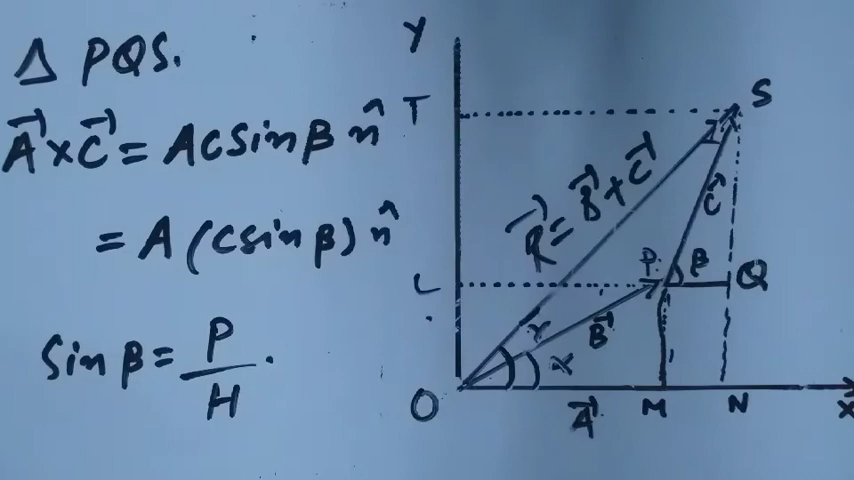 Δ PQS.
A⃗ × C⃗ = AC Sin β n̂
= A (C sin β) n̂
Sin β = P / H .
Y
T
S
R⃗ = B⃗ + C⃗
C⃗
P
β
Q
L
γ
B⃗
α
O
A⃗
M
N
X